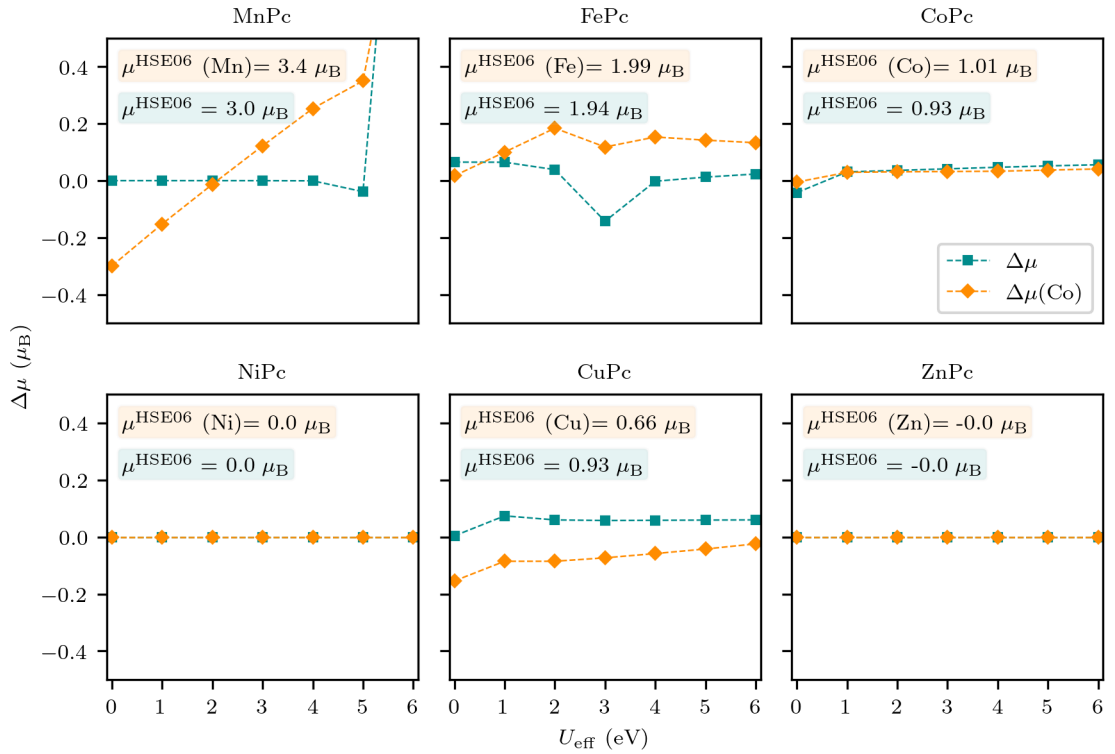 MnPc
FePc
CoPc
0.4
0.2
0.0
−0.2
−0.4
μ^HSE06 (Mn)= 3.4 μ_B
μ^HSE06 = 3.0 μ_B
μ^HSE06 (Fe)= 1.99 μ_B
μ^HSE06 = 1.94 μ_B
μ^HSE06 (Co)= 1.01 μ_B
μ^HSE06 = 0.93 μ_B
Δμ
Δμ(Co)
Δμ (μ_B)
NiPc
CuPc
ZnPc
0.4
0.2
0.0
−0.2
−0.4
μ^HSE06 (Ni)= 0.0 μ_B
μ^HSE06 = 0.0 μ_B
μ^HSE06 (Cu)= 0.66 μ_B
μ^HSE06 = 0.93 μ_B
μ^HSE06 (Zn)= -0.0 μ_B
μ^HSE06 = -0.0 μ_B
0 1 2 3 4 5 6
0 1 2 3 4 5 6
0 1 2 3 4 5 6
U_eff (eV)